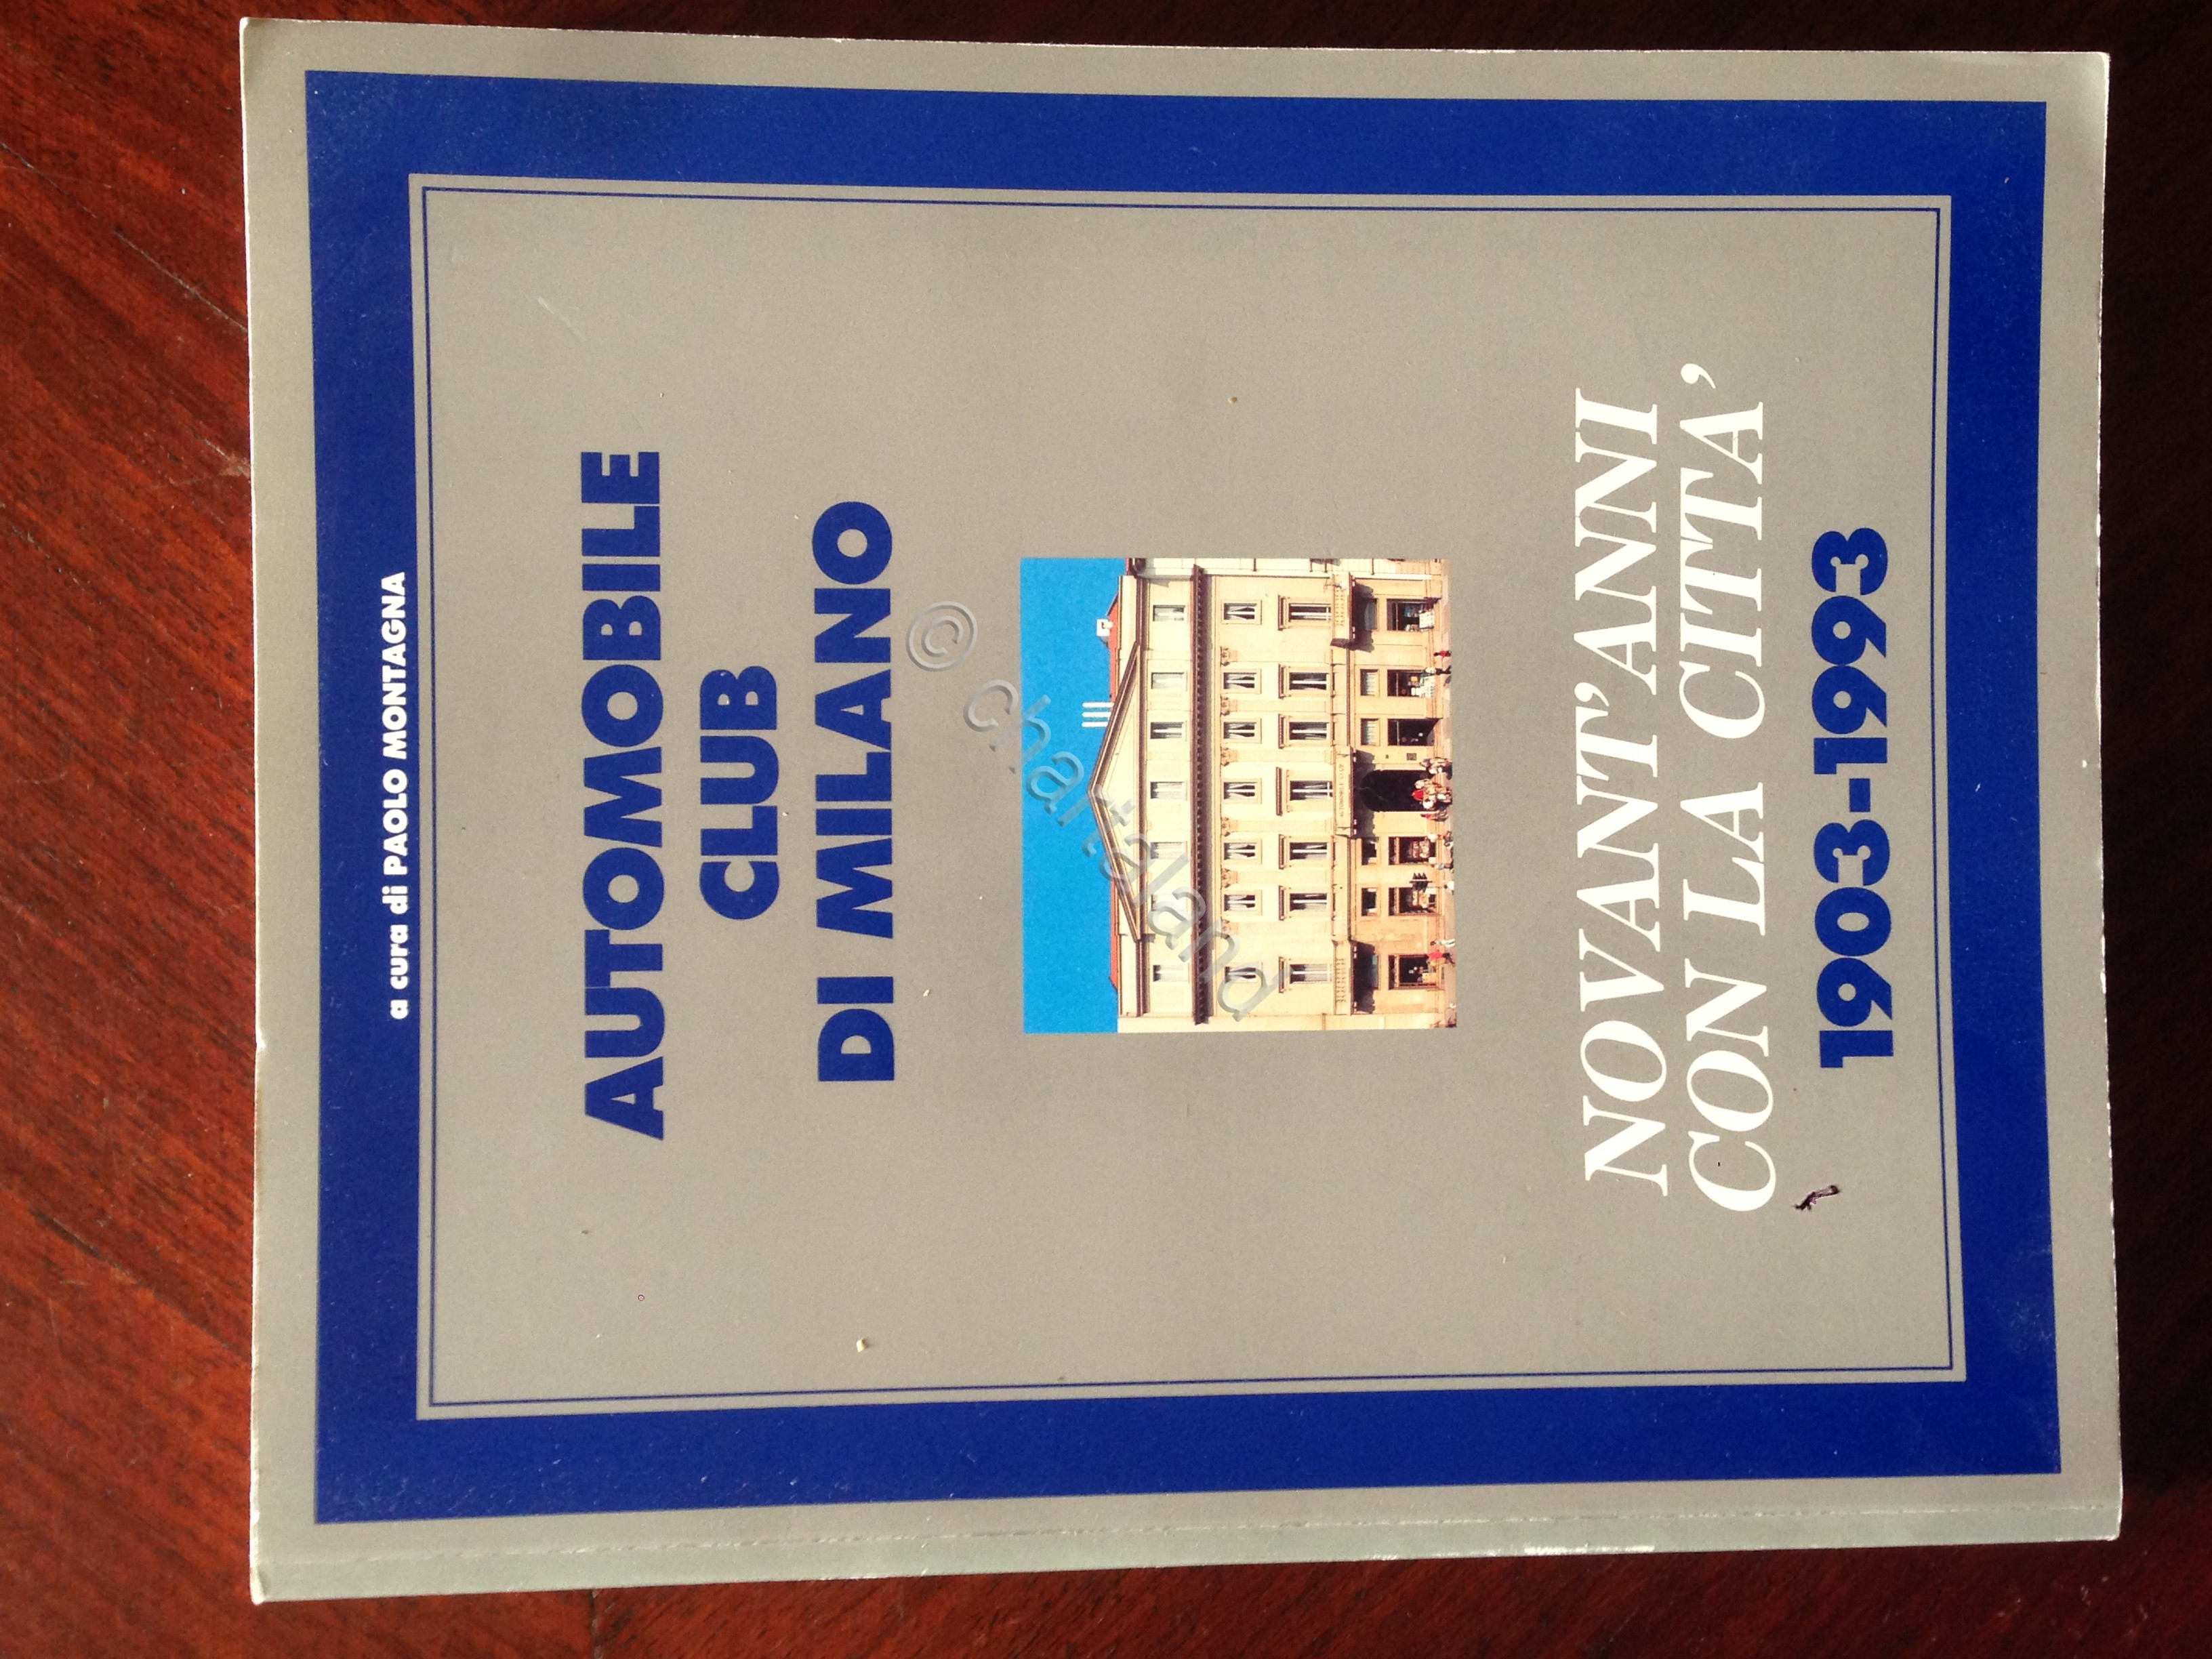 a cura di PAOLO MONTAGNA
AUTOMOBILE
CLUB
DI MILANO
© chartaland
NOVANT'ANNI
CON LA CITTA'
1903-1993